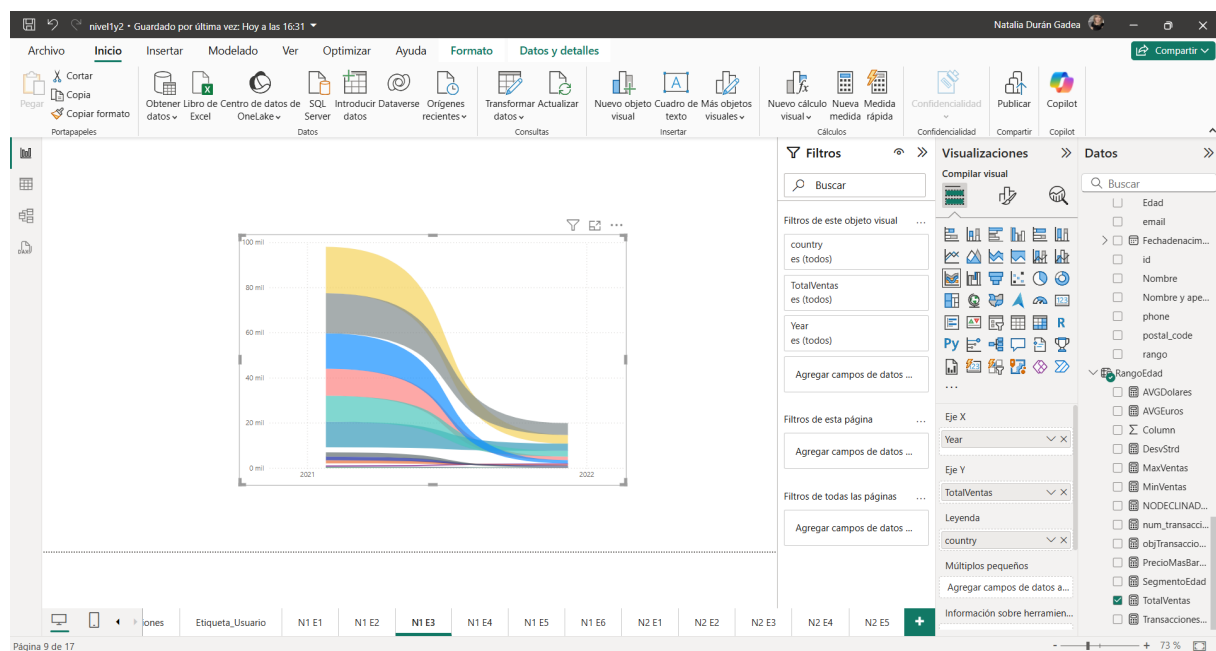 nivel1y2 • Guardado por última vez: Hoy a las 16:31
Natalia Durán Gadea
Archivo Inicio Insertar Modelado Ver Optimizar Ayuda Formato Datos y detalles
Compartir
Pegar
Cortar
Copia
Copiar formato
Portapapeles
Obtener datos
Libro de Excel
Centro de datos de OneLake
SQL Server
Introducir datos
Dataverse
Orígenes recientes
Datos
Transformar datos
Actualizar
Consultas
Nuevo objeto visual
Cuadro de texto
Más objetos visuales
Insertar
Nuevo cálculo visual
Nueva medida
Medida rápida
Cálculos
Confidencialidad
Confidencialidad
Publicar
Compartir
Copilot
Copilot
100 mil
80 mil
60 mil
40 mil
20 mil
0 mil
2021 2022
Filtros
Buscar
Filtros de este objeto visual ...
country
es (todos)
TotalVentas
es (todos)
Year
es (todos)
Agregar campos de datos ...
Filtros de esta página ...
Agregar campos de datos ...
Filtros de todas las páginas ...
Agregar campos de datos ...
Visualizaciones
Compilar visual
123
R
Py
...
Eje X
Year
Eje Y
TotalVentas
Leyenda
country
Múltiplos pequeños
Agregar campos de datos a...
Información sobre herramien...
Datos
Buscar
Edad
email
Fechadenacim...
id
Nombre
Nombre y ape...
phone
postal_code
rango
RangoEdad
AVGDolares
AVGEuros
Column
DesvStrd
MaxVentas
MinVentas
NODECLINAD...
num_transacci...
objTransaccio...
PrecioMasBar...
SegmentoEdad
TotalVentas
Transacciones...
iones Etiqueta_Usuario N1 E1 N1 E2 N1 E3 N1 E4 N1 E5 N1 E6 N2 E1 N2 E2 N2 E3 N2 E4 N2 E5 +
Página 9 de 17
- + 73 %